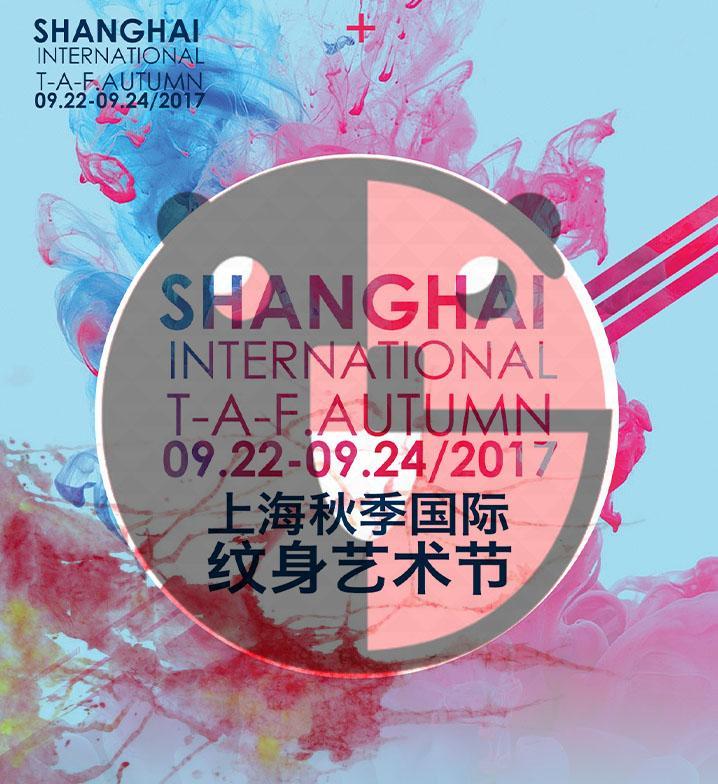 SHANGHAI
INTERNATIONAL
T-A-F.AUTUMN
09.22-09.24/2017
SHANGHAI
INTERNATIONAL
T-A-F.AUTUMN
09.22-09.24/2017
上海秋季国际
纹身艺术节